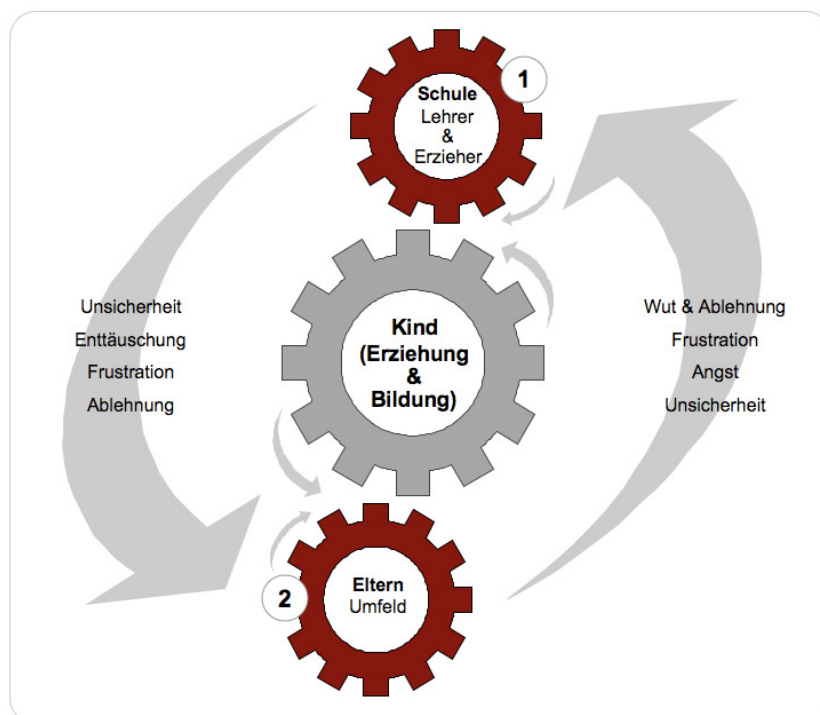 1
Schule
Lehrer
&
Erzieher
Unsicherheit
Enttäuschung
Frustration
Ablehnung
Kind
(Erziehung
&
Bildung)
Wut & Ablehnung
Frustration
Angst
Unsicherheit
2
Eltern
Umfeld